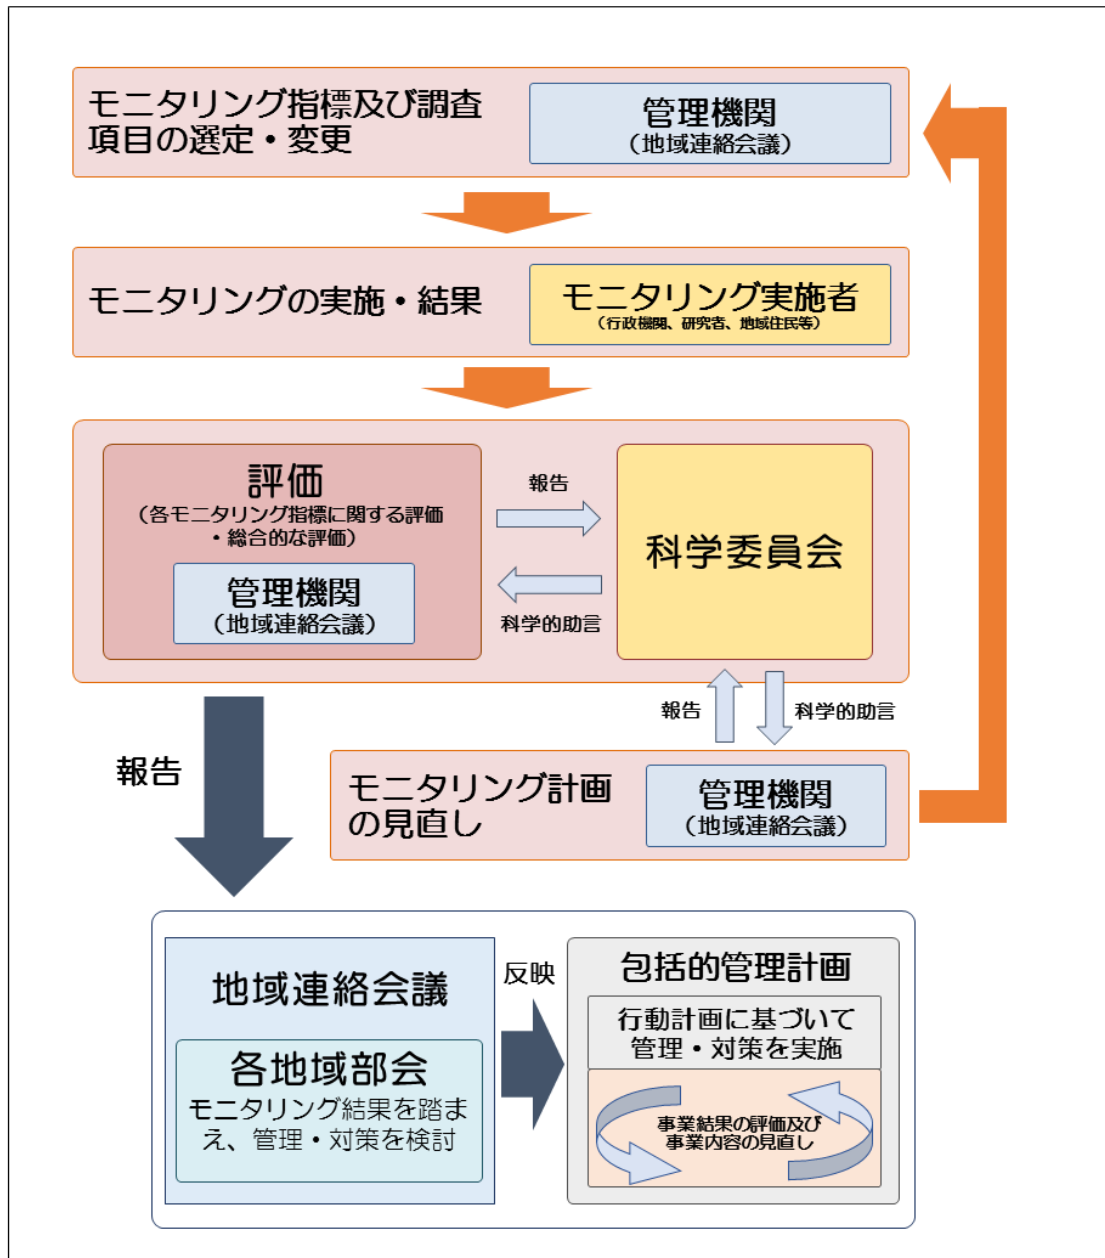 モニタリング指標及び調査
項目の選定・変更
管理機関
（地域連絡会議）
モニタリングの実施・結果
モニタリング実施者
（行政機関、研究者、地域住民等）
評価
（各モニタリング指標に関する評価
・総合的な評価）
管理機関
（地域連絡会議）
報告
科学的助言
科学委員会
報告
科学的助言
報告
モニタリング計画
の見直し
管理機関
（地域連絡会議）
地域連絡会議
各地域部会
モニタリング結果を踏ま
え、管理・対策を検討
反映
包括的管理計画
行動計画に基づいて
管理・対策を実施
事業結果の評価及び
事業内容の見直し